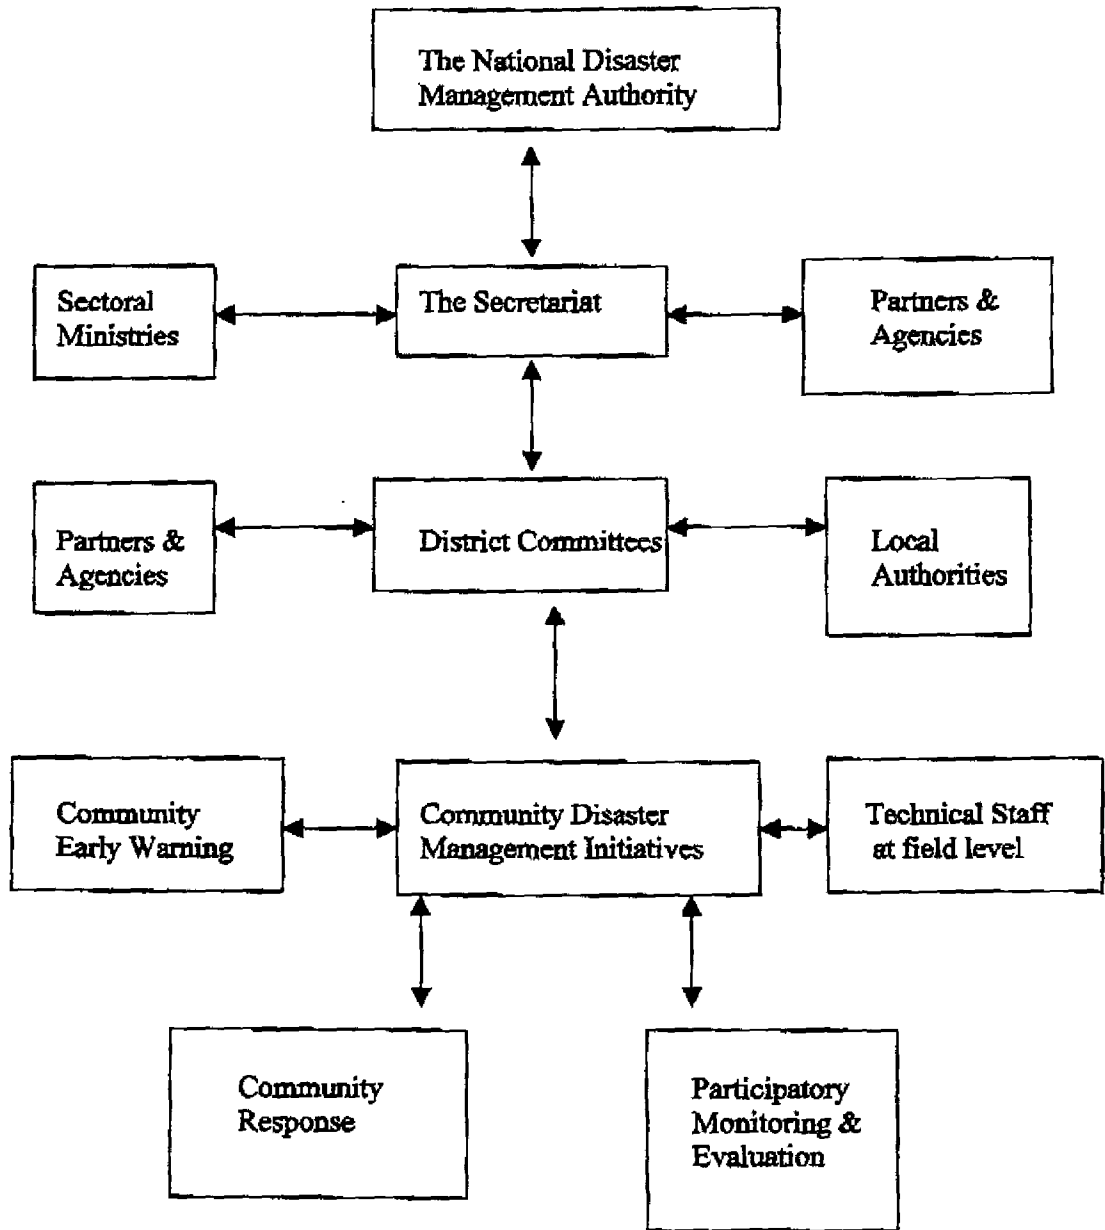 The National Disaster
Management Authority
Sectoral
Ministries
The Secretariat
Partners &
Agencies
Partners &
Agencies
District Committees
Local
Authorities
Community
Early Warning
Community Disaster
Management Initiatives
Technical Staff
at field level
Community
Response
Participatory
Monitoring &
Evaluation